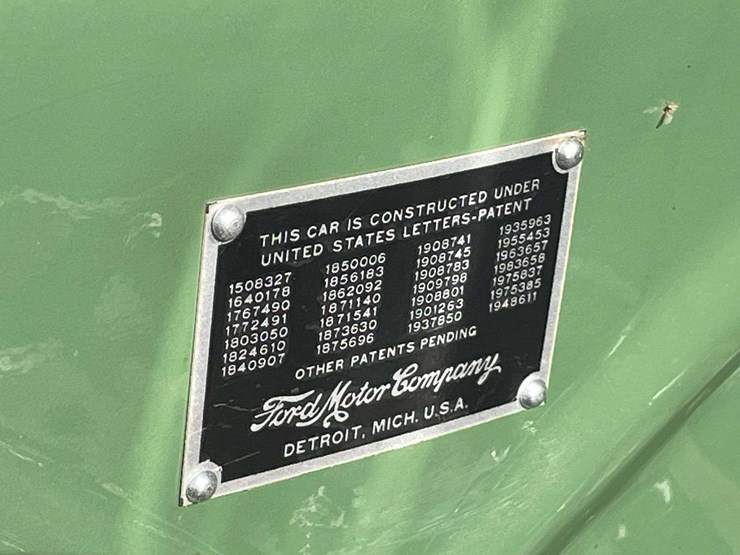 THIS CAR IS CONSTRUCTED UNDER
UNITED STATES LETTERS-PATENT
1508327 1850006 1908741 1935963
1640178 1856183 1908745 1955453
1767490 1862092 1908783 1963657
1772491 1871140 1909798 1983658
1803050 1871541 1908801 1975837
1824610 1873630 1901263 1975385
1840907 1875696 1937850 1948611
OTHER PATENTS PENDING
Ford Motor Company
DETROIT, MICH. U.S.A.